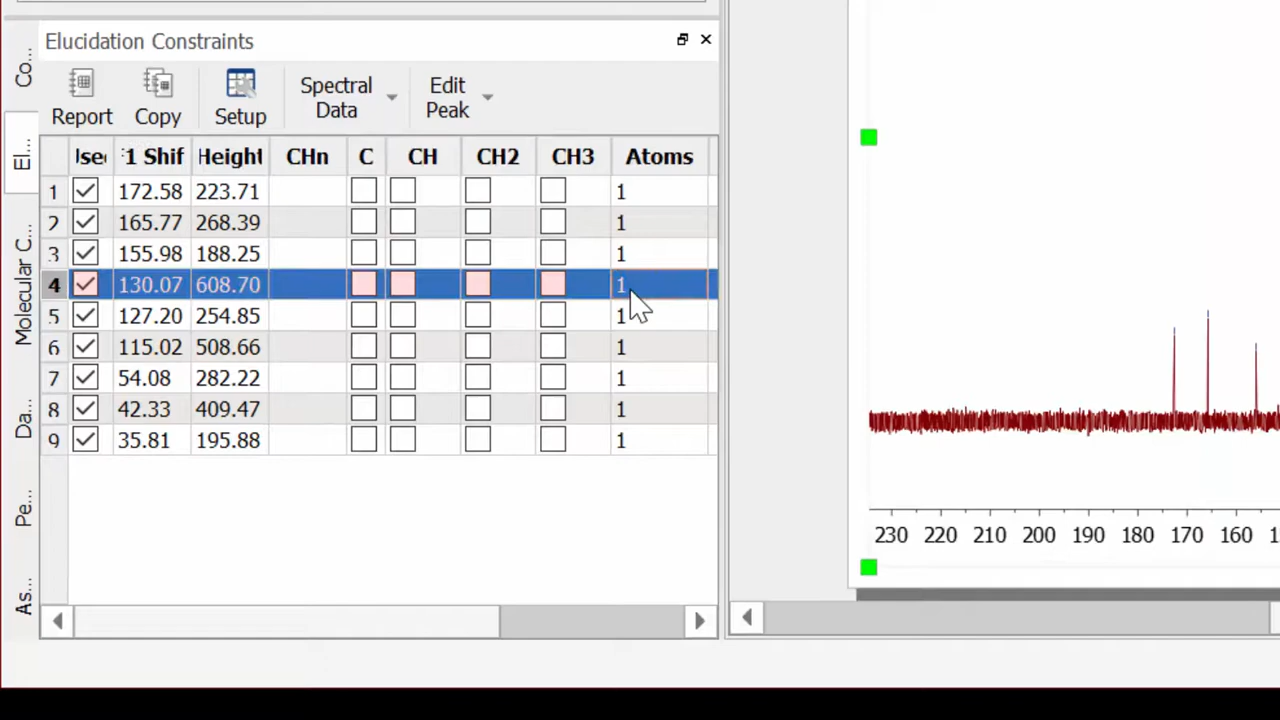 Elucidation Constraints
Report Copy Setup Spectral Data Edit Peak
Used 1 Shif Height CHn C CH CH2 CH3 Atoms
1 172.58 223.71 1
2 165.77 268.39 1
3 155.98 188.25 1
4 130.07 608.70 1
5 127.20 254.85 1
6 115.02 508.66 1
7 54.08 282.22 1
8 42.33 409.47 1
9 35.81 195.88 1
Co...
El...
Molecular C...
Da...
Pe...
As...
230 220 210 200 190 180 170 160